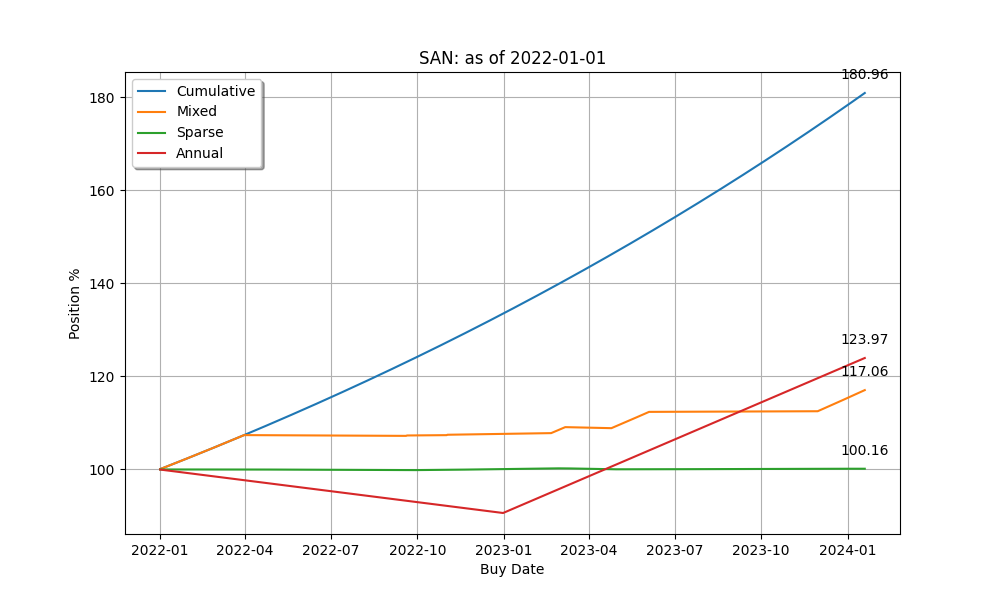 SAN: as of 2022-01-01
Cumulative
Mixed
Sparse
Annual
180.96
123.97
117.06
100.16
180
160
140
120
100
Position %
2022-01 2022-04 2022-07 2022-10 2023-01 2023-04 2023-07 2023-10 2024-01
Buy Date